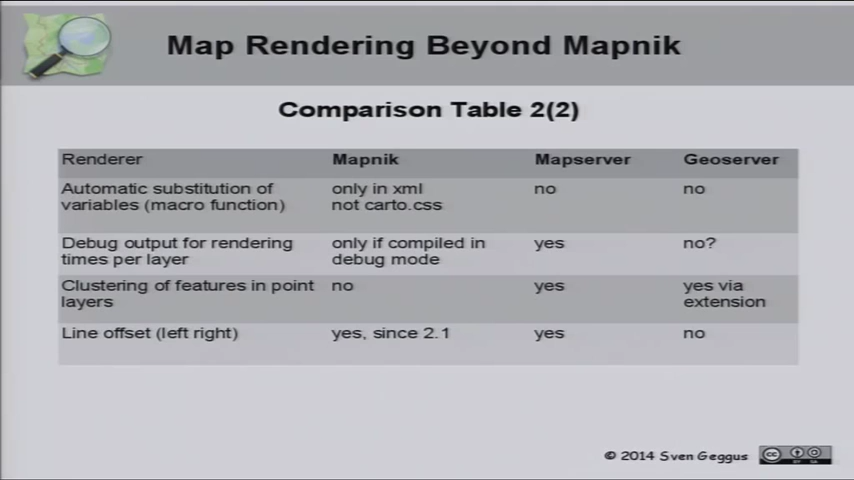 Map Rendering Beyond Mapnik
Comparison Table 2(2)
Renderer Mapnik Mapserver Geoserver
Automatic substitution of only in xml no no
variables (macro function) not carto.css
Debug output for rendering only if compiled in yes no?
times per layer debug mode
Clustering of features in point no yes yes via
layers extension
Line offset (left right) yes, since 2.1 yes no
© 2014 Sven Geggus